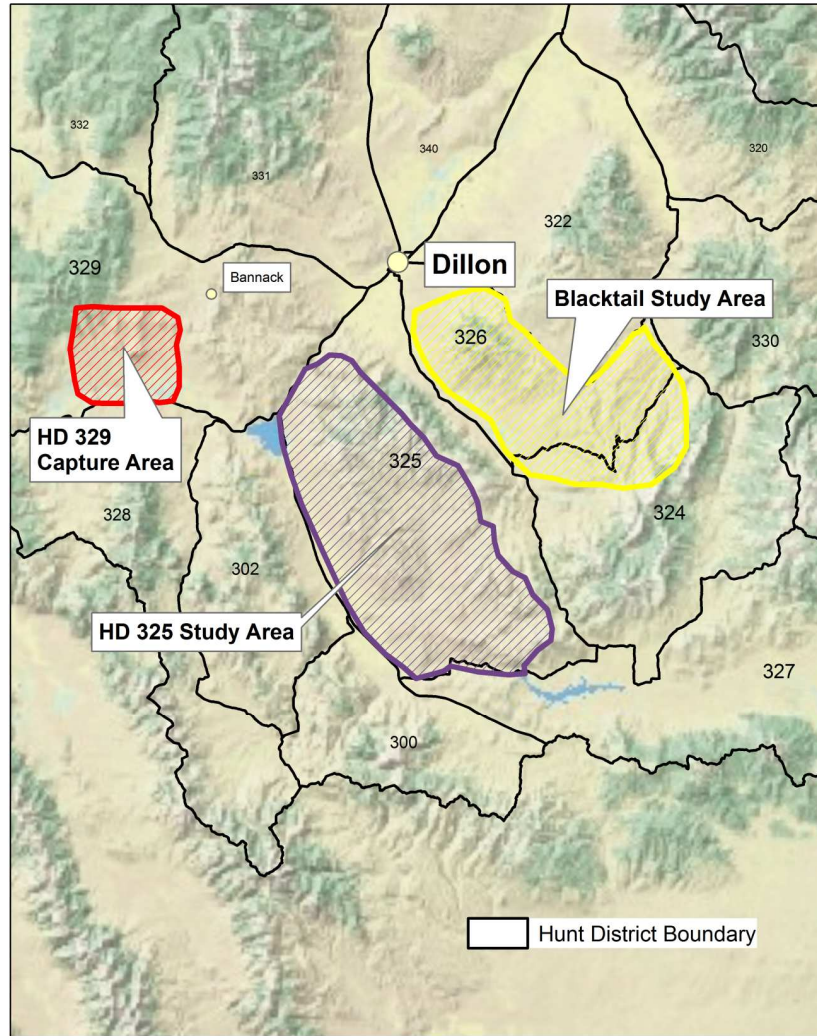 332
331
340
320
322
329
Bannack
Dillon
Blacktail Study Area
326
330
HD 329
Capture Area
325
328
324
302
HD 325 Study Area
327
300
Hunt District Boundary